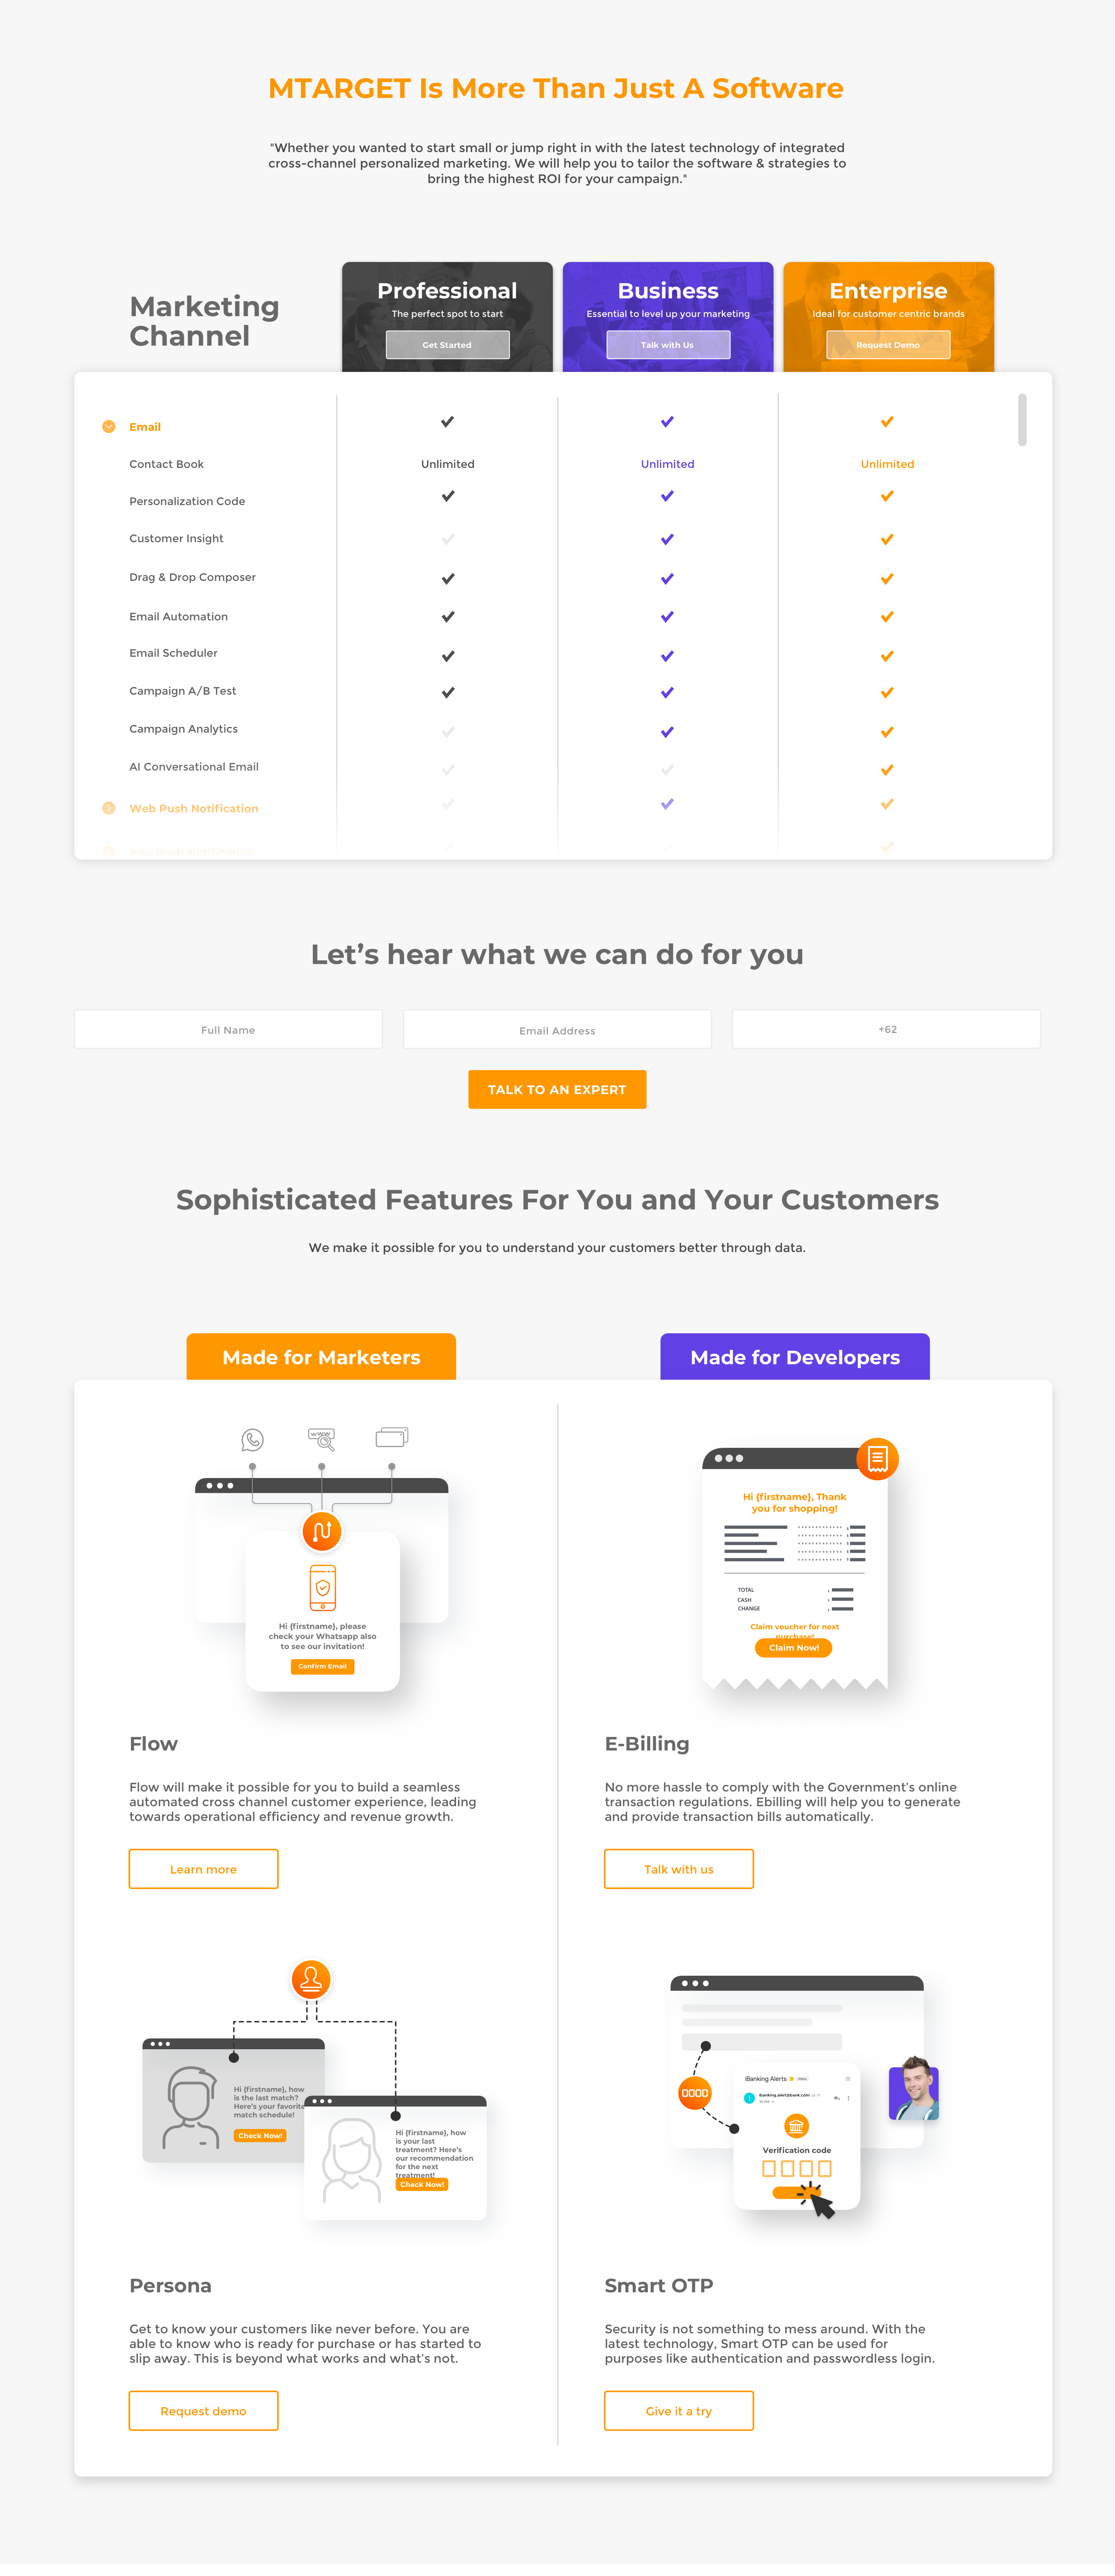 MTARGET Is More Than Just A Software
"Whether you wanted to start small or jump right in with the latest technology of integrated
cross-channel personalized marketing. We will help you to tailor the software & strategies to
bring the highest ROI for your campaign."
Marketing
Channel
Professional
The perfect spot to start
Get Started
Business
Essential to level up your marketing
Talk with Us
Enterprise
Ideal for customer centric brands
Request Demo
Email
Contact Book
Unlimited
Unlimited
Unlimited
Personalization Code
Customer Insight
Drag & Drop Composer
Email Automation
Email Scheduler
Campaign A/B Test
Campaign Analytics
AI Conversational Email
Web Push Notification
App Push Notification
Let’s hear what we can do for you
Full Name
Email Address
+62
TALK TO AN EXPERT
Sophisticated Features For You and Your Customers
We make it possible for you to understand your customers better through data.
Made for Marketers
Made for Developers
www
Hi {firstname}, please
check your Whatsapp also
to see our invitation!
Confirm Email
Hi {firstname}, Thank
you for shopping!
TOTAL
CASH
CHANGE
Claim voucher for next
purchase!
Claim Now!
Flow
Flow will make it possible for you to build a seamless
automated cross channel customer experience, leading
towards operational efficiency and revenue growth.
Learn more
E-Billing
No more hassle to comply with the Government’s online
transaction regulations. Ebilling will help you to generate
and provide transaction bills automatically.
Talk with us
Hi {firstname}, how
is the last match?
Here’s your favorite
match schedule!
Check Now!
Hi {firstname}, how
is your last
treatment? Here’s
our recommendation
for the next
treatment!
Check Now!
iBanking Alerts
ibanking.alert@bank.com
Verification code
Persona
Get to know your customers like never before. You are
able to know who is ready for purchase or has started to
slip away. This is beyond what works and what’s not.
Request demo
Smart OTP
Security is not something to mess around. With the
latest technology, Smart OTP can be used for
purposes like authentication and passwordless login.
Give it a try